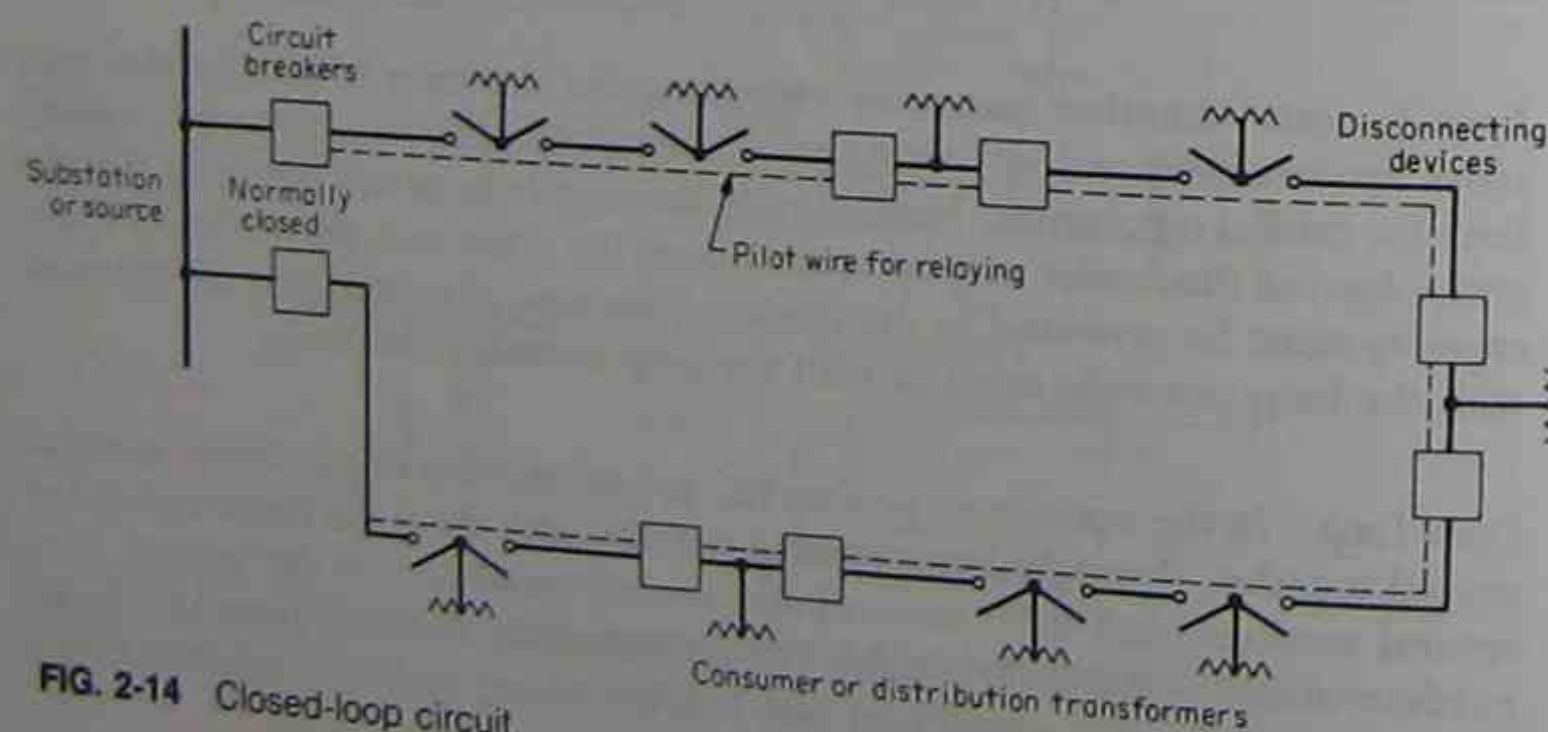 Circuit
breakers
Disconnecting
devices
Substation
or source
Normally
closed
Pilot wire for relaying
Consumer or distribution transformers
FIG. 2-14 Closed-loop circuit